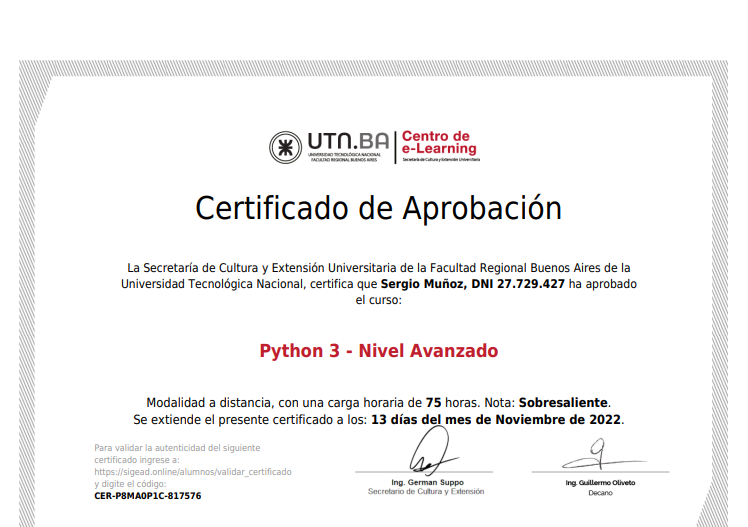 UTN.BA
UNIVERSIDAD TECNOLÓGICA NACIONAL
FACULTAD REGIONAL BUENOS AIRES
Centro de
e-Learning
Secretaría de Cultura y Extensión Universitaria
Certificado de Aprobación
La Secretaría de Cultura y Extensión Universitaria de la Facultad Regional Buenos Aires de la
Universidad Tecnológica Nacional, certifica que Sergio Muñoz, DNI 27.729.427 ha aprobado
el curso:
Python 3 - Nivel Avanzado
Modalidad a distancia, con una carga horaria de 75 horas. Nota: Sobresaliente.
Se extiende el presente certificado a los: 13 días del mes de Noviembre de 2022.
Para validar la autenticidad del siguiente
certificado ingrese a:
https://sigead.online/alumnos/validar_certificado
y digite el código:
CER-P8MA0P1C-817576
Ing. German Suppo
Secretario de Cultura y Extensión
Ing. Guillermo Oliveto
Decano